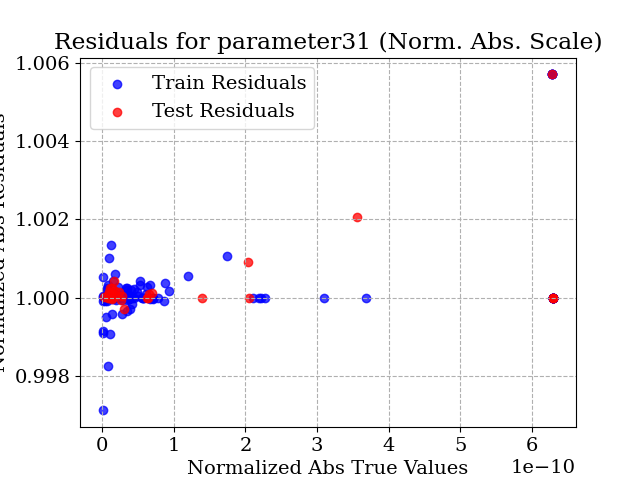 Residuals for parameter31 (Norm. Abs. Scale)
Train Residuals
Test Residuals
1.006
1.004
1.002
1.000
0.998
Normalized Abs Residuals
0 1 2 3 4 5 6
1e−10
Normalized Abs True Values